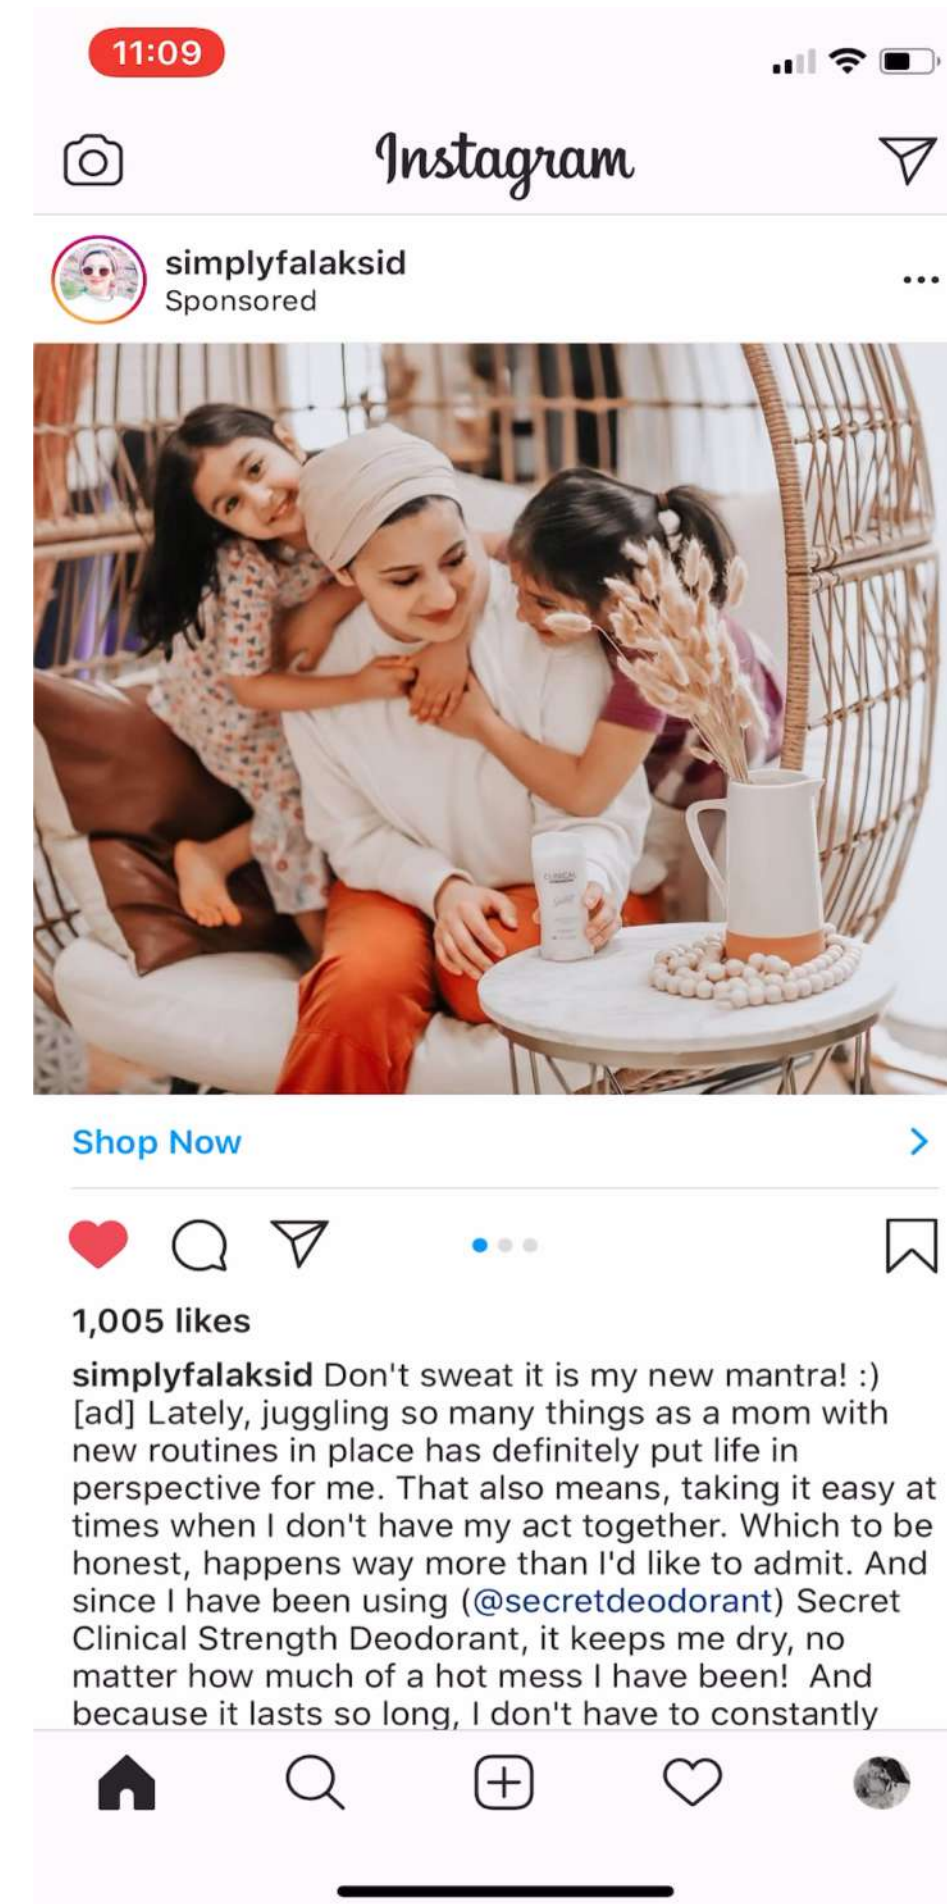 11:09
Instagram
simplyfalaksid
Sponsored
CLINICAL
Shop Now
1,005 likes
simplyfalaksid Don't sweat it is my new mantra! :)
[ad] Lately, juggling so many things as a mom with
new routines in place has definitely put life in
perspective for me. That also means, taking it easy at
times when I don't have my act together. Which to be
honest, happens way more than I'd like to admit. And
since I have been using (@secretdeodorant) Secret
Clinical Strength Deodorant, it keeps me dry, no
matter how much of a hot mess I have been!  And
because it lasts so long, I don't have to constantly